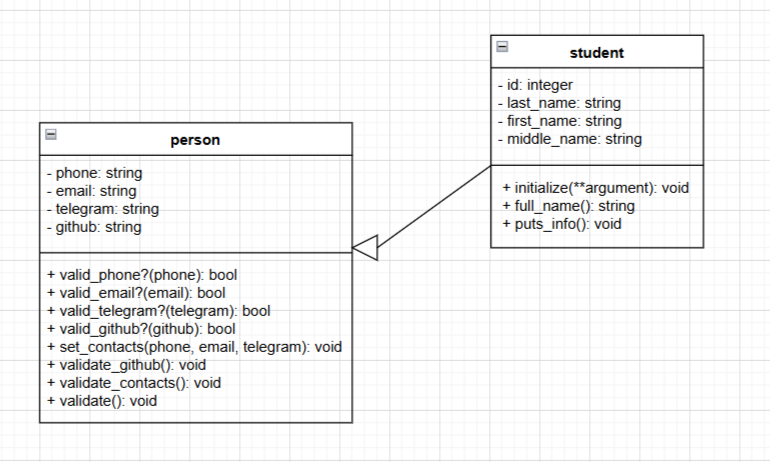 person
- phone: string
- email: string
- telegram: string
- github: string
+ valid_phone?(phone): bool
+ valid_email?(email): bool
+ valid_telegram?(telegram): bool
+ valid_github?(github): bool
+ set_contacts(phone, email, telegram): void
+ validate_github(): void
+ validate_contacts(): void
+ validate(): void
student
- id: integer
- last_name: string
- first_name: string
- middle_name: string
+ initialize(**argument): void
+ full_name(): string
+ puts_info(): void